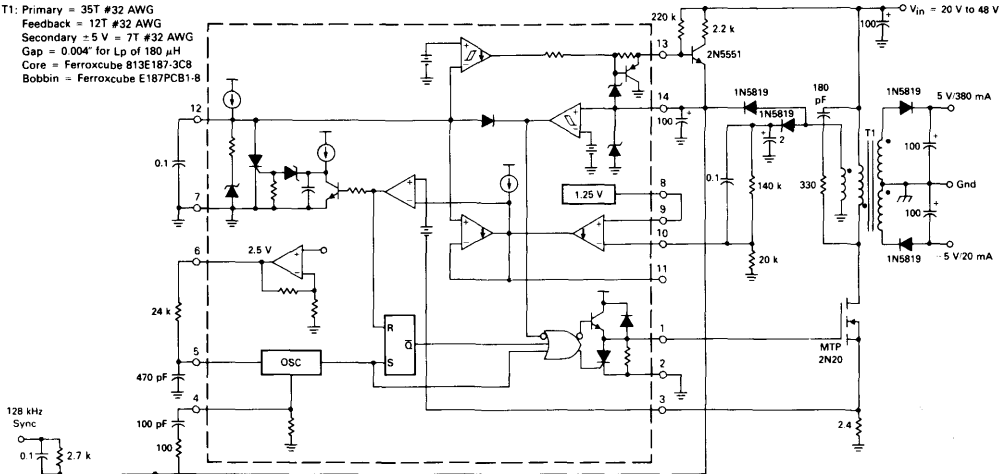 T1: Primary = 35T #32 AWG
Feedback = 12T #32 AWG
Secondary ±5 V = 7T #32 AWG
Gap = 0.004" for Lp of 180 µH
Core = Ferroxcube 813E187-3C8
Bobbin = Ferroxcube E187PCB1-8
220 k
2.2 k
100
+
Vin = 20 V to 48 V
13
2N5551
12
14
100
+
1N5819
1N5819
180
pF
T1
1N5819
5 V/380 mA
+
2
+
100
0.1
0.1
140 k
330
Gnd
1.25 V
8
9
7
10
20 k
100
+
1N5819
-5 V/20 mA
6
2.5 V
+
−
11
24 k
R
Q
S
1
MTP
2N20
5
OSC
2
470 pF
4
3
2.4
100 pF
100
128 kHz
Sync
0.1
2.7 k